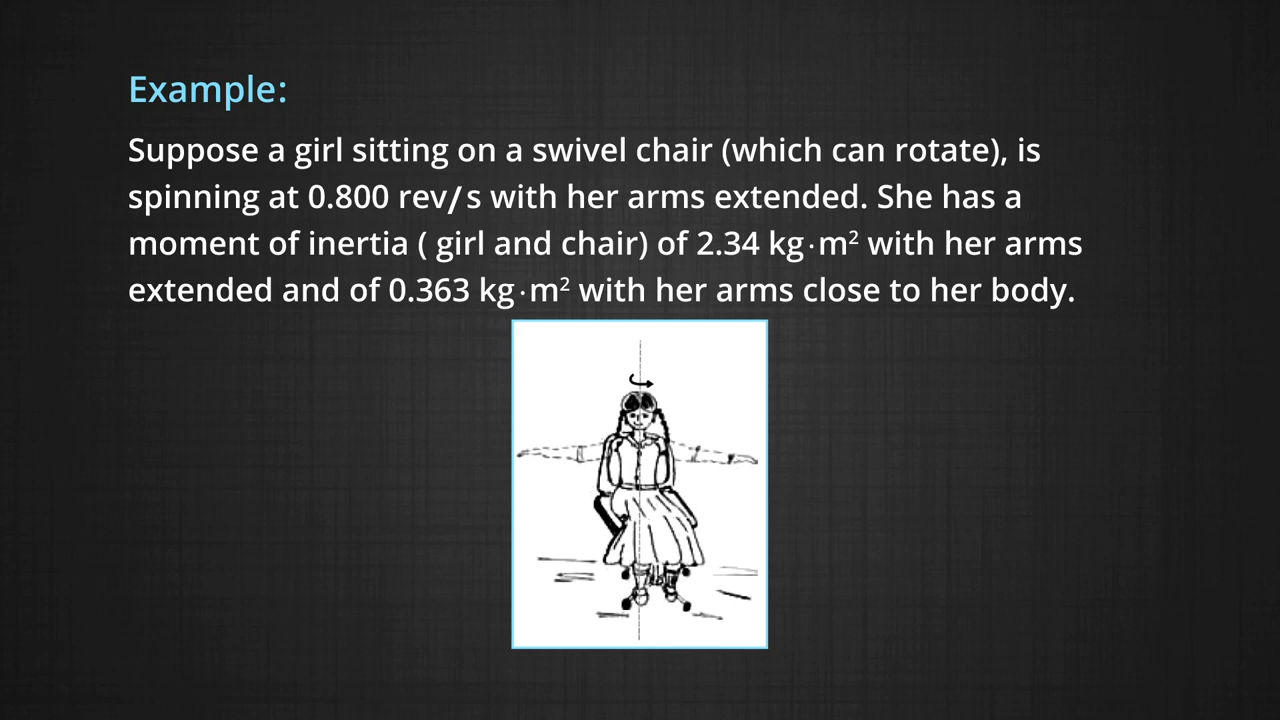 Example:
Suppose a girl sitting on a swivel chair (which can rotate), is
spinning at 0.800 rev/s with her arms extended. She has a
moment of inertia ( girl and chair) of 2.34 kg·m² with her arms
extended and of 0.363 kg·m² with her arms close to her body.